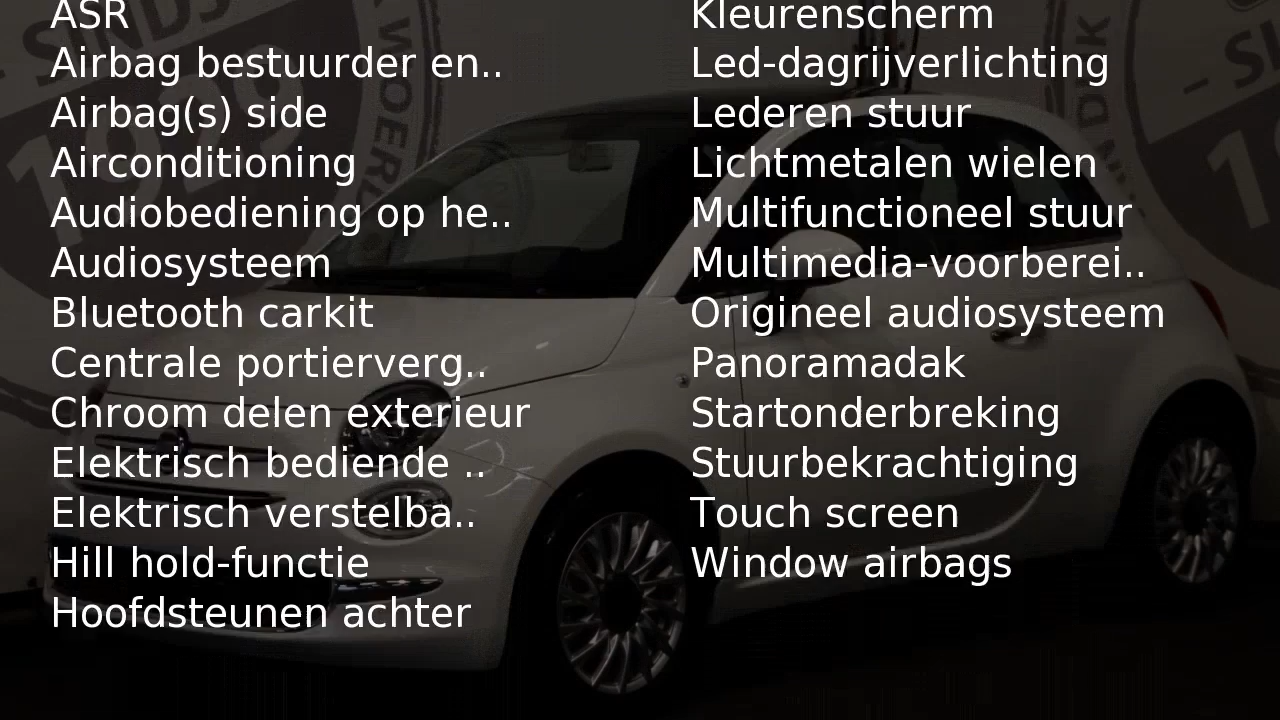 ASR
Airbag bestuurder en..
Airbag(s) side
Airconditioning
Audiobediening op he..
Audiosysteem
Bluetooth carkit
Centrale portierverg..
Chroom delen exterieur
Elektrisch bediende ..
Elektrisch verstelba..
Hill hold-functie
Hoofdsteunen achter
Kleurenscherm
Led-dagrijverlichting
Lederen stuur
Lichtmetalen wielen
Multifunctioneel stuur
Multimedia-voorberei..
Origineel audiosysteem
Panoramadak
Startonderbreking
Stuurbekrachtiging
Touch screen
Window airbags